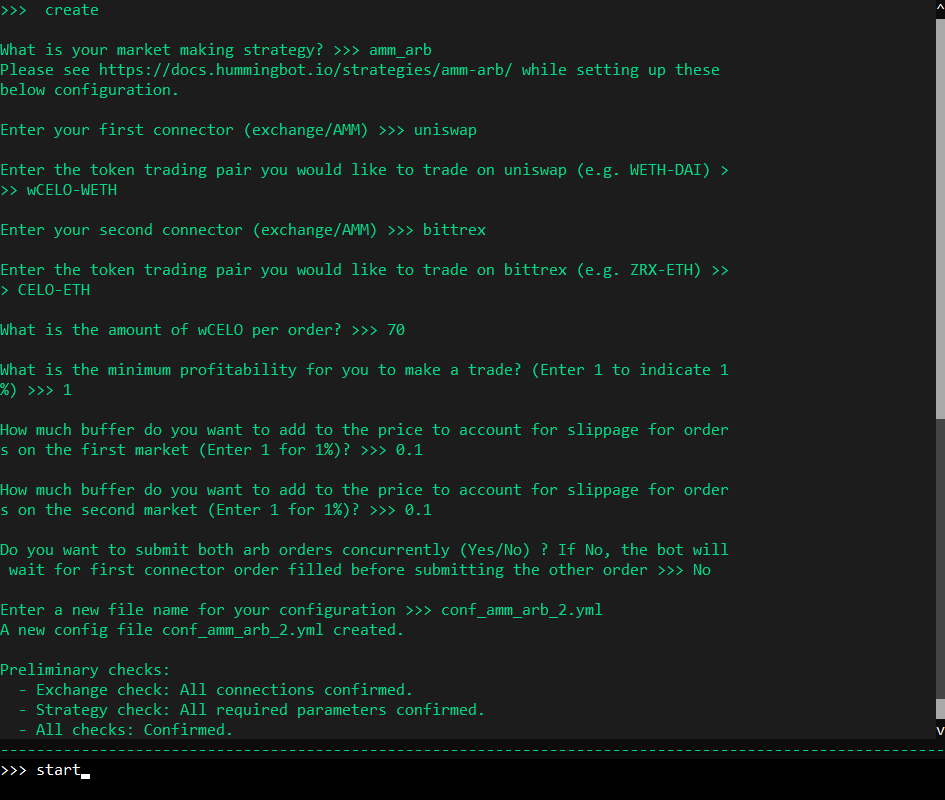 >>>  create
What is your market making strategy? >>> amm_arb
Please see https://docs.hummingbot.io/strategies/amm-arb/ while setting up these
below configuration.
Enter your first connector (exchange/AMM) >>> uniswap
Enter the token trading pair you would like to trade on uniswap (e.g. WETH-DAI) >
>> wCELO-WETH
Enter your second connector (exchange/AMM) >>> bittrex
Enter the token trading pair you would like to trade on bittrex (e.g. ZRX-ETH) >>
> CELO-ETH
What is the amount of wCELO per order? >>> 70
What is the minimum profitability for you to make a trade? (Enter 1 to indicate 1
%) >>> 1
How much buffer do you want to add to the price to account for slippage for order
s on the first market (Enter 1 for 1%)? >>> 0.1
How much buffer do you want to add to the price to account for slippage for order
s on the second market (Enter 1 for 1%)? >>> 0.1
Do you want to submit both arb orders concurrently (Yes/No) ? If No, the bot will
 wait for first connector order filled before submitting the other order >>> No
Enter a new file name for your configuration >>> conf_amm_arb_2.yml
A new config file conf_amm_arb_2.yml created.
Preliminary checks:
  - Exchange check: All connections confirmed.
  - Strategy check: All required parameters confirmed.
  - All checks: Confirmed.
>>> start